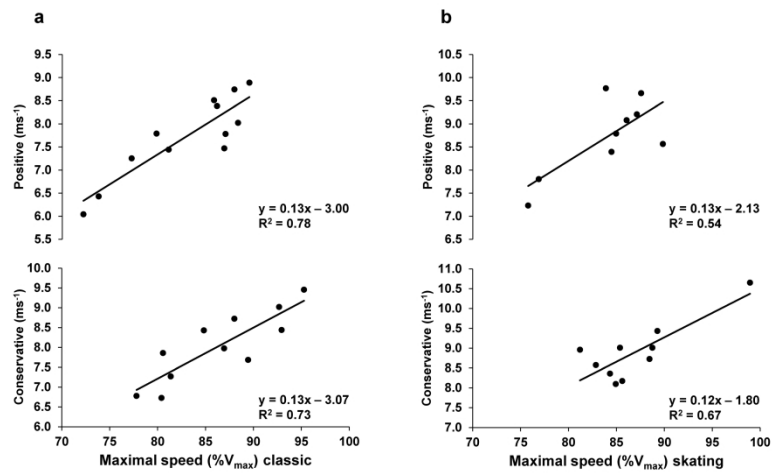 a
9.5
9.0
8.5
8.0
7.5
7.0
6.5
6.0
5.5
Positive (ms⁻¹)
y = 0.13x – 3.00
R² = 0.78
10.0
9.5
9.0
8.5
8.0
7.5
7.0
6.5
6.0
Conservative (ms⁻¹)
y = 0.13x – 3.07
R² = 0.73
70 75 80 85 90 95 100
Maximal speed (%Vmax) classic
b
10.5
10.0
9.5
9.0
8.5
8.0
7.5
7.0
6.5
Positive (ms⁻¹)
y = 0.13x – 2.13
R² = 0.54
11.0
10.5
10.0
9.5
9.0
8.5
8.0
7.5
7.0
Conservative (ms⁻¹)
y = 0.12x – 1.80
R² = 0.67
70 75 80 85 90 95 100
Maximal speed (%Vmax) skating